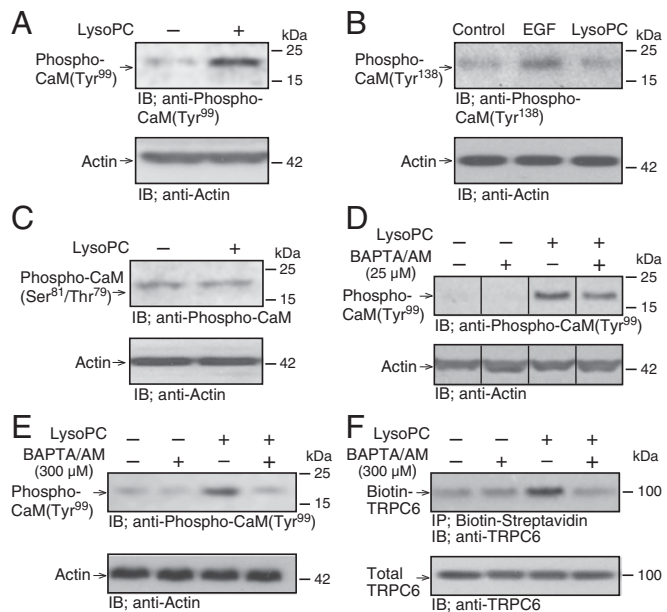 A
LysoPC – +
kDa
Phospho-
CaM(Tyr99)
25
15
IB; anti-Phospho-
CaM(Tyr99)
Actin
42
IB; anti-Actin
B
Control EGF LysoPC
kDa
Phospho-
CaM(Tyr138)
25
15
IB; anti-Phospho-
CaM(Tyr138)
Actin
42
IB; anti-Actin
C
LysoPC – +
kDa
Phospho-CaM
(Ser81/Thr79)
25
15
IB; anti-Phospho-CaM
Actin
42
IB; anti-Actin
D
LysoPC – – + +
BAPTA/AM – + – +
(25 µM)
kDa
Phospho-
CaM(Tyr99)
25
15
IB; anti-Phospho-CaM(Tyr99)
Actin
42
IB; anti-Actin
E
LysoPC – – + +
BAPTA/AM – + – +
(300 µM)
kDa
Phospho-
CaM(Tyr99)
25
15
IB; anti-Phospho-CaM(Tyr99)
Actin
42
IB; anti-Actin
F
LysoPC – – + +
BAPTA/AM – + – +
(300 µM)
kDa
Biotin-
TRPC6
100
IP; Biotin-Streptavidin
IB; anti-TRPC6
Total
TRPC6
100
IB; anti-TRPC6